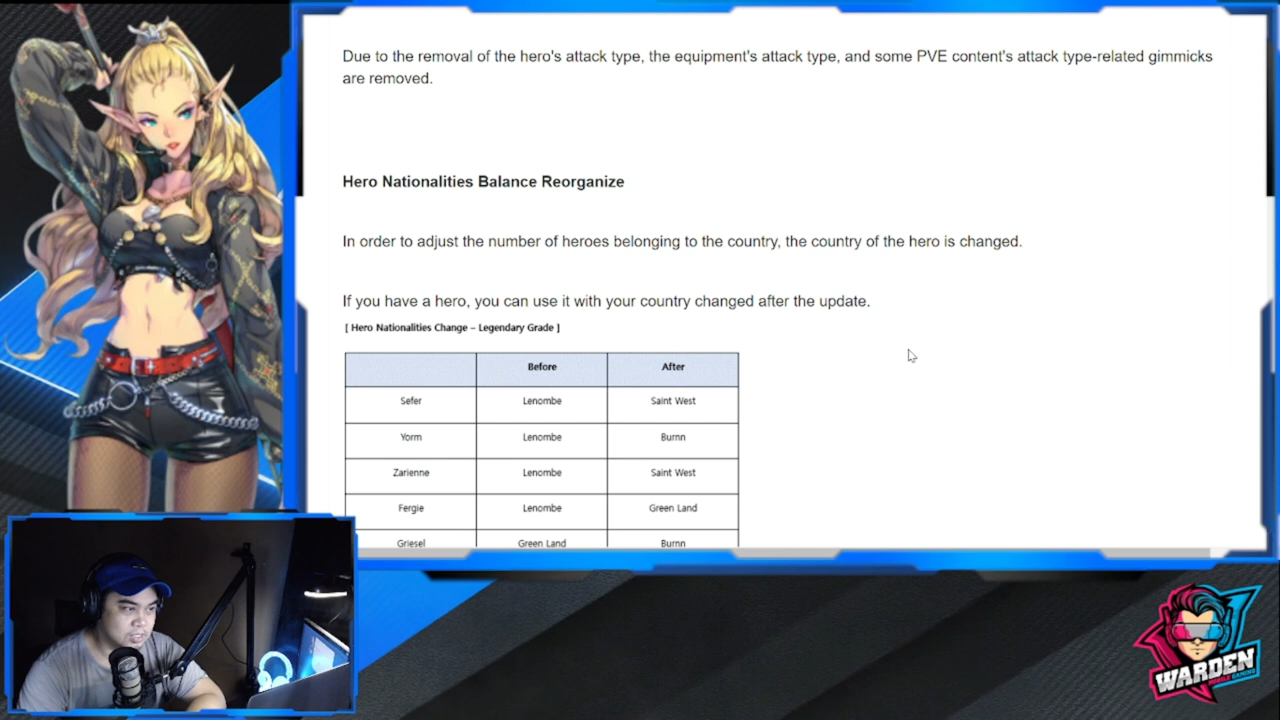 Due to the removal of the hero's attack type, the equipment's attack type, and some PVE content's attack type-related gimmicks
are removed.
Hero Nationalities Balance Reorganize
In order to adjust the number of heroes belonging to the country, the country of the hero is changed.
If you have a hero, you can use it with your country changed after the update.
[ Hero Nationalities Change – Legendary Grade ]
Before After
Sefer Lenombe Saint West
Yorm Lenombe Burnn
Zarienne Lenombe Saint West
Fergie Lenombe Green Land
Griesel Green Land Burnn
WARDEN
MOBILE GAMING